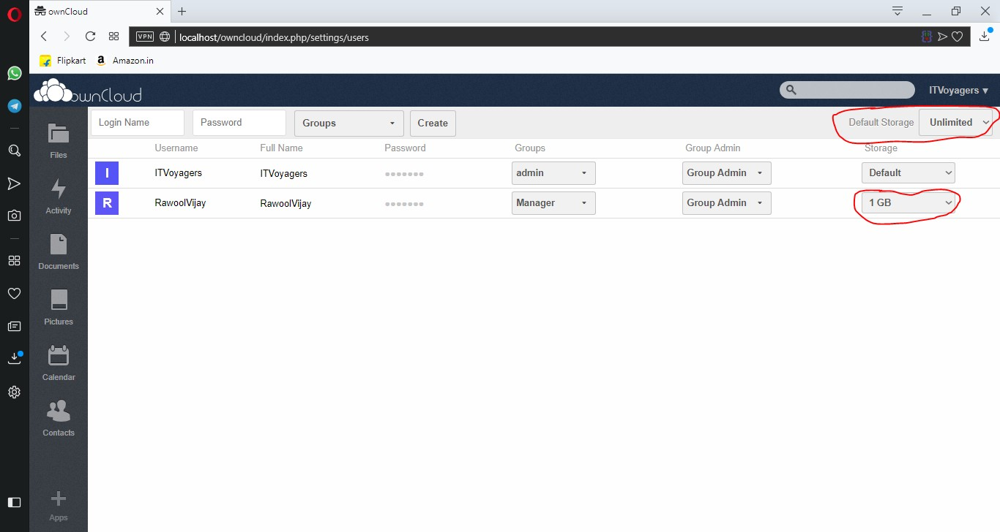 ownCloud
VPN localhost/owncloud/index.php/settings/users
Flipkart a Amazon.in
ownCloud ITVoyagers
Login Name Password Groups Create Default Storage Unlimited
Username Full Name Password Groups Group Admin Storage
I ITVoyagers ITVoyagers admin Group Admin Default
R RawoolVijay RawoolVijay Manager Group Admin 1 GB
Files
Activity
Documents
Pictures
Calendar
Contacts
Apps